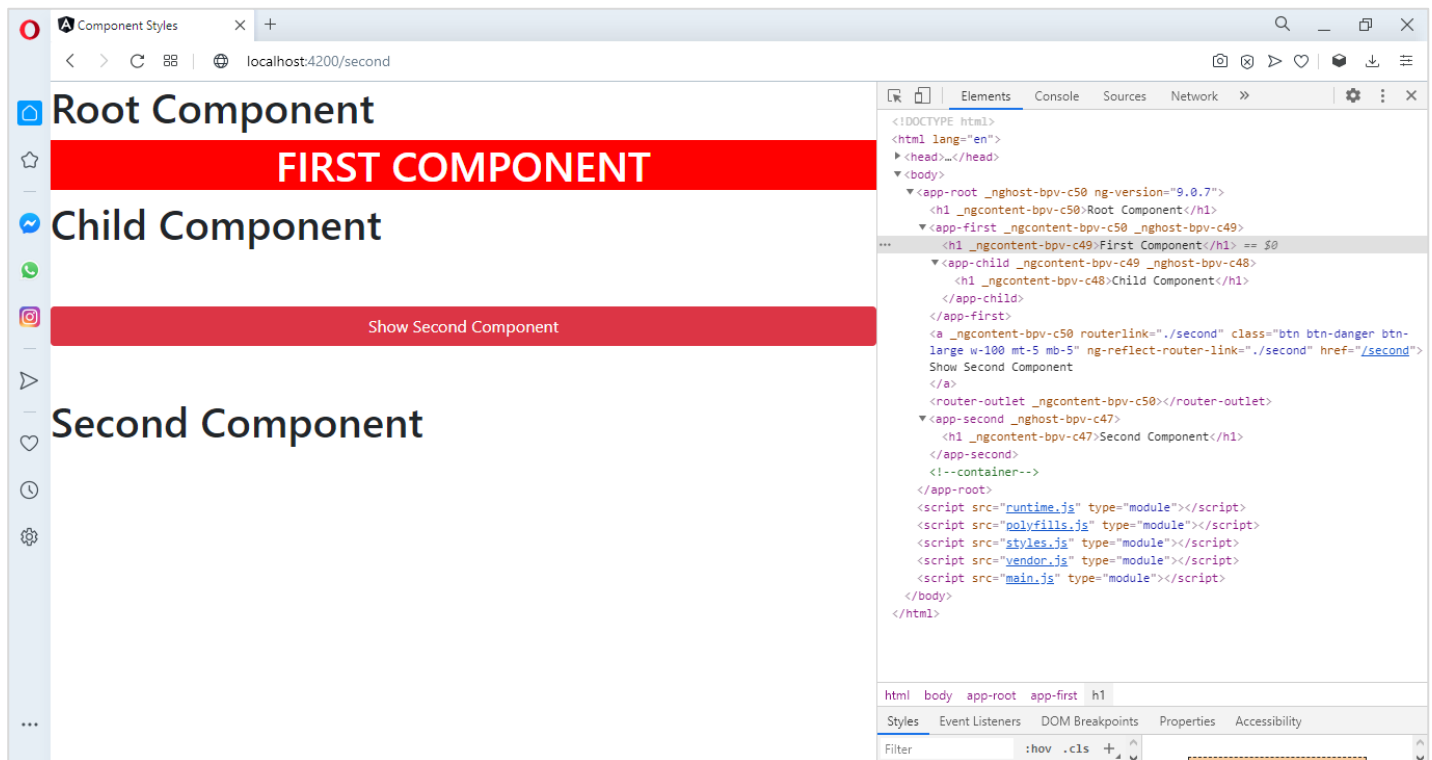 Component Styles
localhost:4200/second
Root Component
FIRST COMPONENT
Child Component
Show Second Component
Second Component
Elements Console Sources Network »
<!DOCTYPE html>
<html lang="en">
<head>…</head>
<body>
<app-root _nghost-bpv-c50 ng-version="9.0.7">
<h1 _ngcontent-bpv-c50>Root Component</h1>
<app-first _ngcontent-bpv-c50 _nghost-bpv-c49>
<h1 _ngcontent-bpv-c49>First Component</h1> == $0
<app-child _ngcontent-bpv-c49 _nghost-bpv-c48>
<h1 _ngcontent-bpv-c48>Child Component</h1>
</app-child>
</app-first>
<a _ngcontent-bpv-c50 routerlink="./second" class="btn btn-danger btn-
large w-100 mt-5 mb-5" ng-reflect-router-link="./second" href="/second">
Show Second Component
</a>
<router-outlet _ngcontent-bpv-c50></router-outlet>
<app-second _nghost-bpv-c47>
<h1 _ngcontent-bpv-c47>Second Component</h1>
</app-second>
<!--container-->
</app-root>
<script src="runtime.js" type="module"></script>
<script src="polyfills.js" type="module"></script>
<script src="styles.js" type="module"></script>
<script src="vendor.js" type="module"></script>
<script src="main.js" type="module"></script>
</body>
</html>
html body app-root app-first h1
Styles Event Listeners DOM Breakpoints Properties Accessibility
Filter :hov .cls +